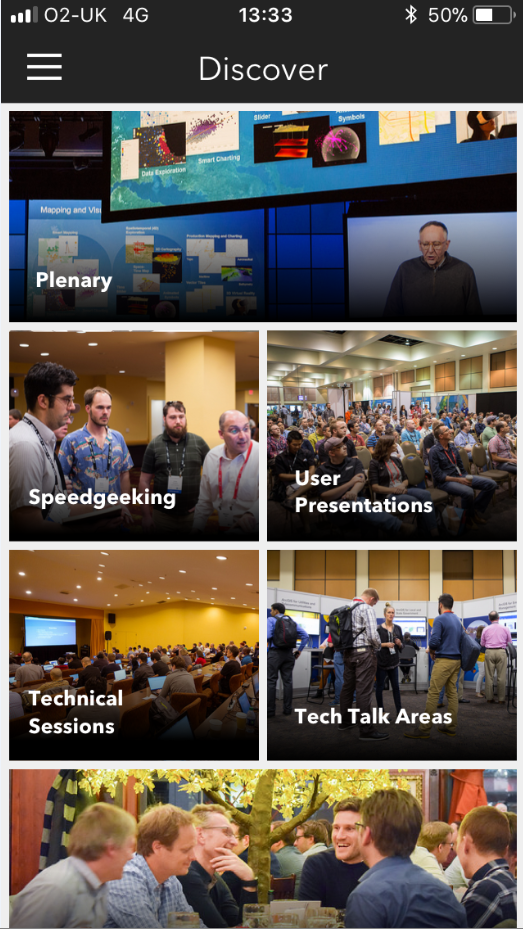 O2-UK 4G 13:33 50%
Discover
Slider
Symbols
Data Exploration
Smart Charting
Mapping and Visu
Plenary
Speedgeeking
User
Presentations
Technical
Sessions
Tech Talk Areas